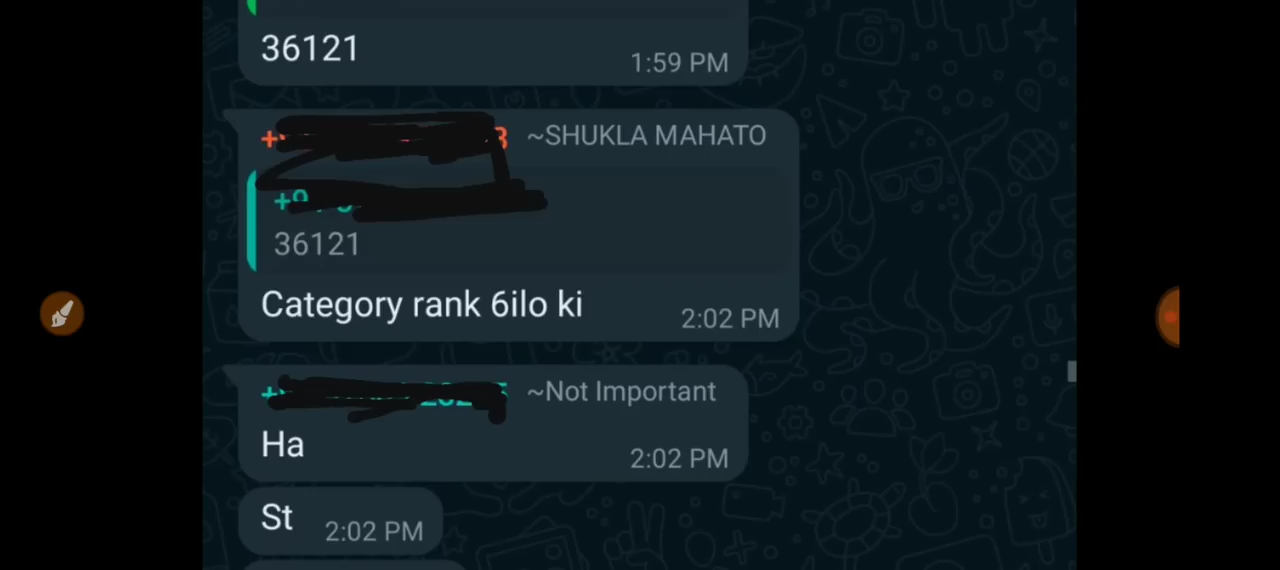 36121
1:59 PM
~SHUKLA MAHATO
36121
Category rank 6ilo ki
2:02 PM
~Not Important
Ha
2:02 PM
St
2:02 PM